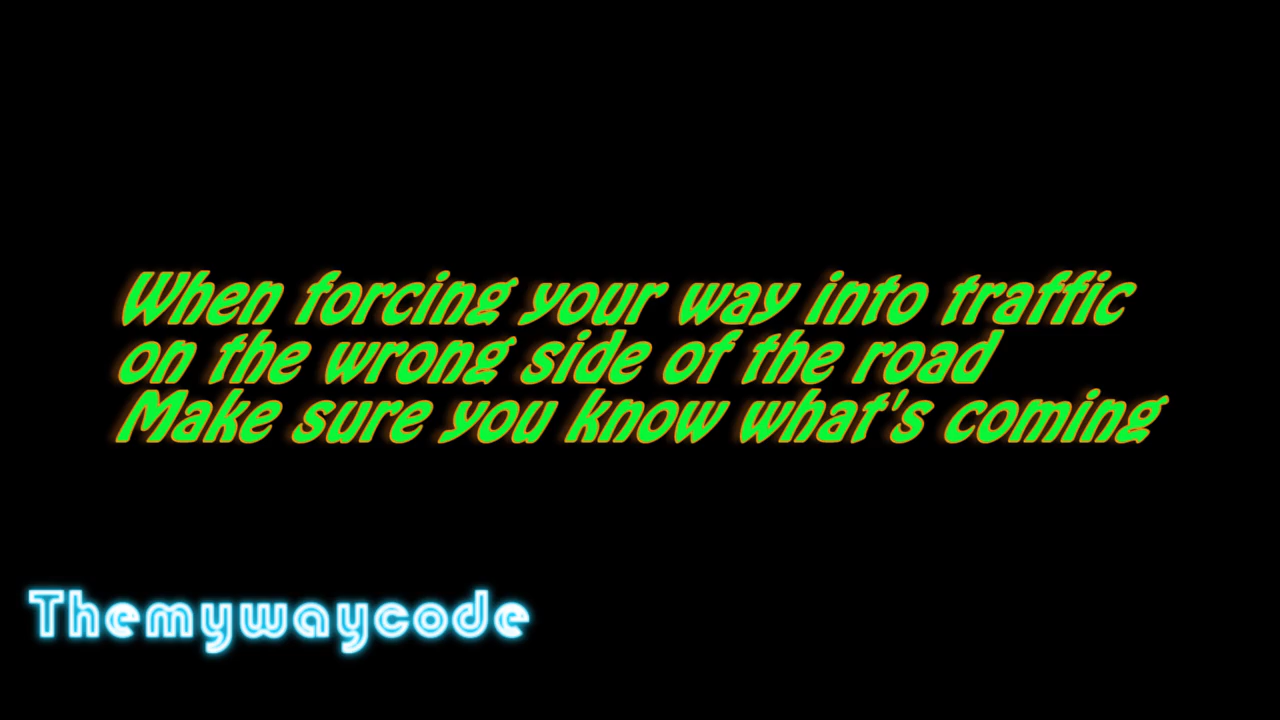 When forcing your way into traffic
on the wrong side of the road
Make sure you know what's coming
Themywaycode